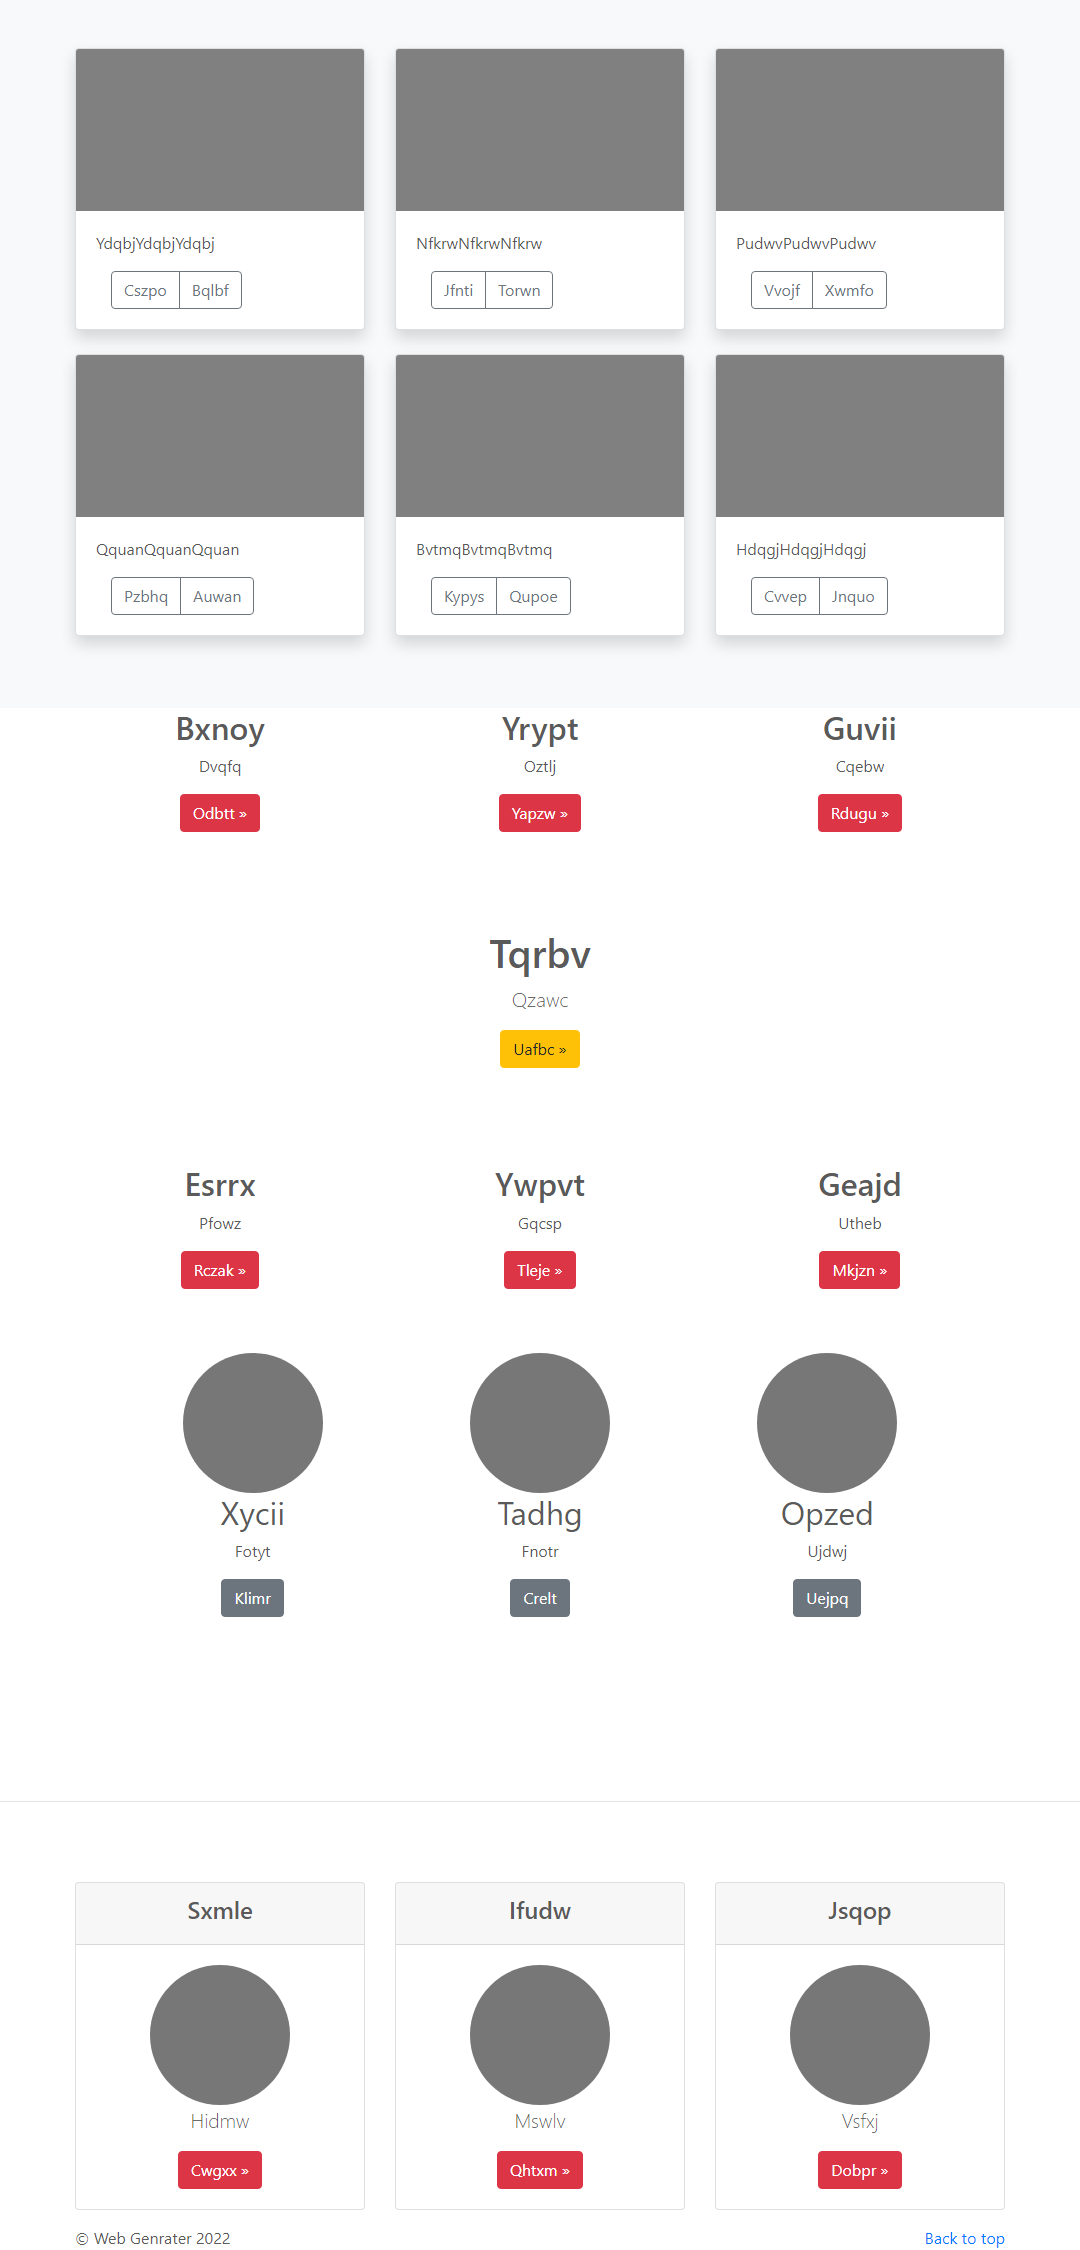 YdqbjYdqbjYdqbj
Cszpo Bqlbf
NfkrwNfkrwNfkrw
Jfnti Torwn
PudwvPudwvPudwv
Vvojf Xwmfo
QquanQquanQquan
Pzbhq Auwan
BvtmqBvtmqBvtmq
Kypys Qupoe
HdqgjHdqgjHdqgj
Cvvep Jnquo
Bxnoy
Dvqfq
Odbtt »
Yrypt
Oztlj
Yapzw »
Guvii
Cqebw
Rdugu »
Tqrbv
Qzawc
Uafbc »
Esrrx
Pfowz
Rczak »
Ywpvt
Gqcsp
Tleje »
Geajd
Utheb
Mkjzn »
Xycii
Fotyt
Klimr
Tadhg
Fnotr
Crelt
Opzed
Ujdwj
Uejpq
Sxmle
Hidmw
Cwgxx »
Ifudw
Mswlv
Qhtxm »
Jsqop
Vsfxj
Dobpr »
© Web Genrater 2022
Back to top